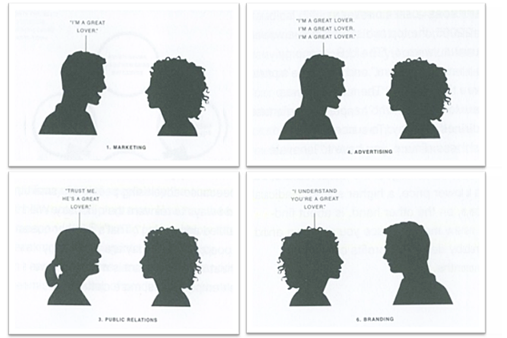 "I'M A GREAT
LOVER."
1. MARKETING
"I'M A GREAT LOVER.
I'M A GREAT LOVER.
I'M A GREAT LOVER."
4. ADVERTISING
"TRUST ME.
HE'S A GREAT
LOVER."
3. PUBLIC RELATIONS
"I UNDERSTAND
YOU'RE A GREAT
LOVER."
6. BRANDING